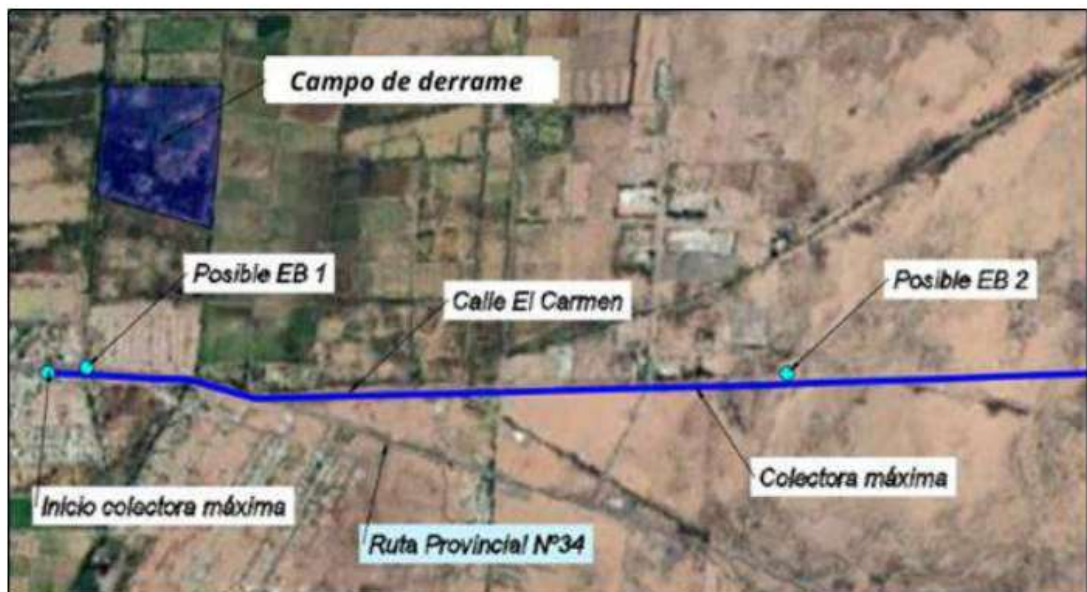 Campo de derrame
Posible EB 1
Posible EB 2
Calle El Carmen
Colectora máxima
Inicio colectora máxima
Ruta Provincial Nº34